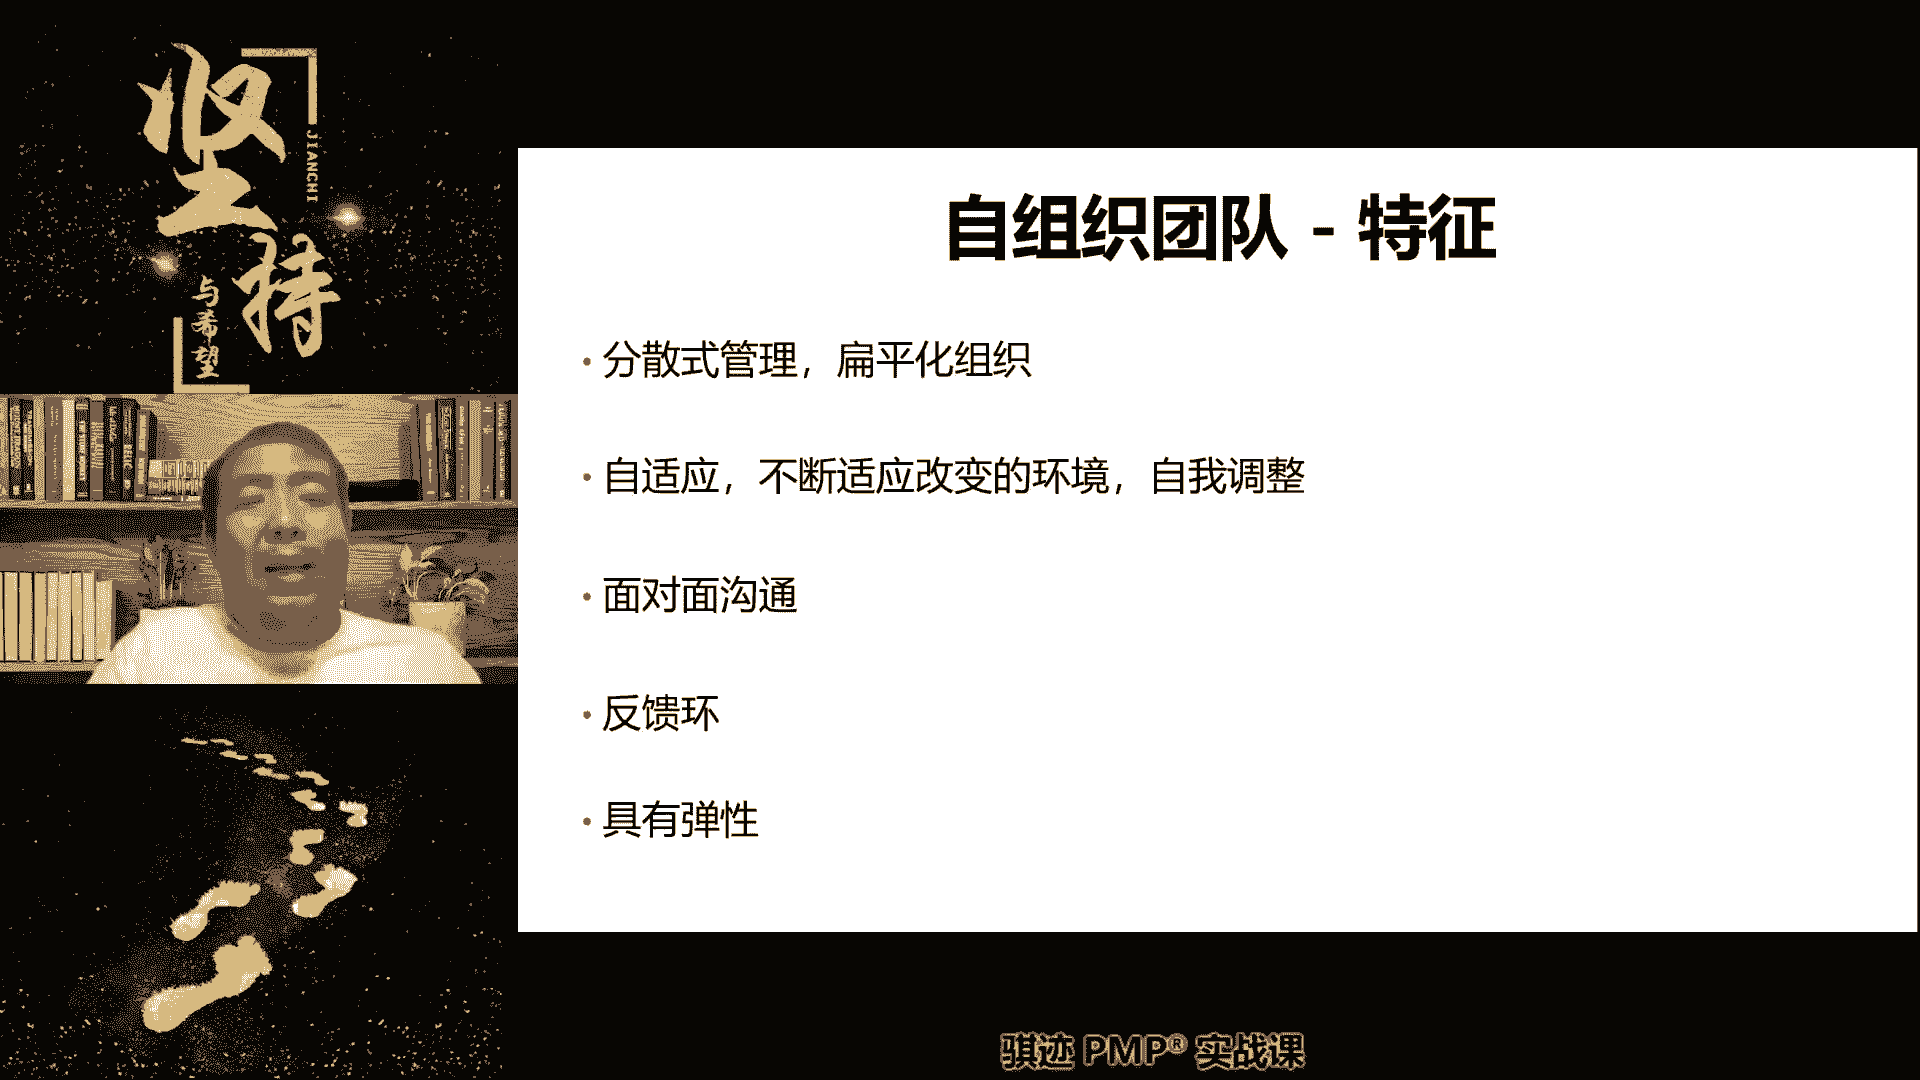 坚持
JIANCHI
与希望
自组织团队 - 特征
• 分散式管理，扁平化组织
• 自适应，不断适应改变的环境，自我调整
• 面对面沟通
• 反馈环
• 具有弹性
骐迹 PMP® 实战课